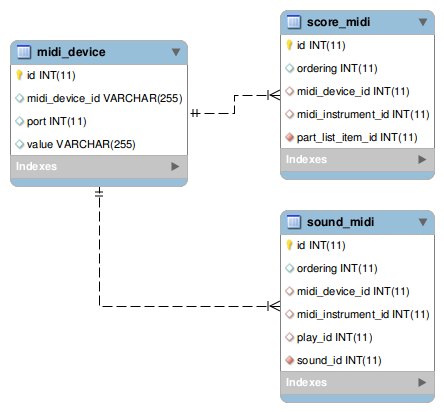 midi_device
id INT(11)
midi_device_id VARCHAR(255)
port INT(11)
value VARCHAR(255)
Indexes
score_midi
id INT(11)
ordering INT(11)
midi_device_id INT(11)
midi_instrument_id INT(11)
part_list_item_id INT(11)
Indexes
sound_midi
id INT(11)
ordering INT(11)
midi_device_id INT(11)
midi_instrument_id INT(11)
play_id INT(11)
sound_id INT(11)
Indexes